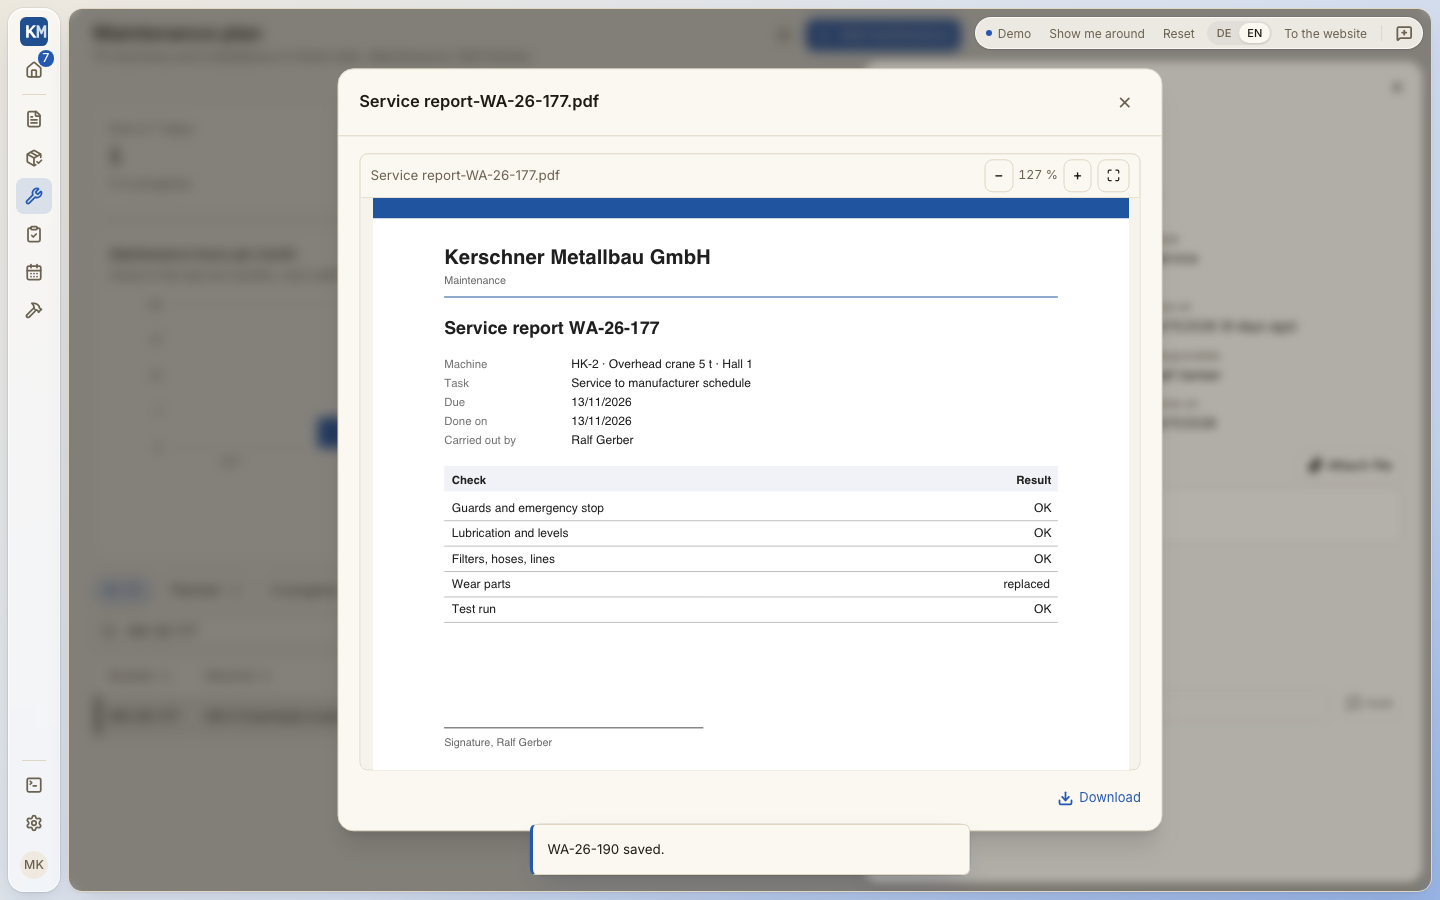 KM
7
Demo
Show me around
Reset
DE
EN
To the website
Service report-WA-26-177.pdf
Service report-WA-26-177.pdf
127 %
Kerschner Metallbau GmbH
Maintenance
Service report WA-26-177
Machine HK-2 · Overhead crane 5 t · Hall 1
Task Service to manufacturer schedule
Due 13/11/2026
Done on 13/11/2026
Carried out by Ralf Gerber
Check Result
Guards and emergency stop OK
Lubrication and levels OK
Filters, hoses, lines OK
Wear parts replaced
Test run OK
Signature, Ralf Gerber
Download
WA-26-190 saved.
MK
Maintenance plan
Attach file